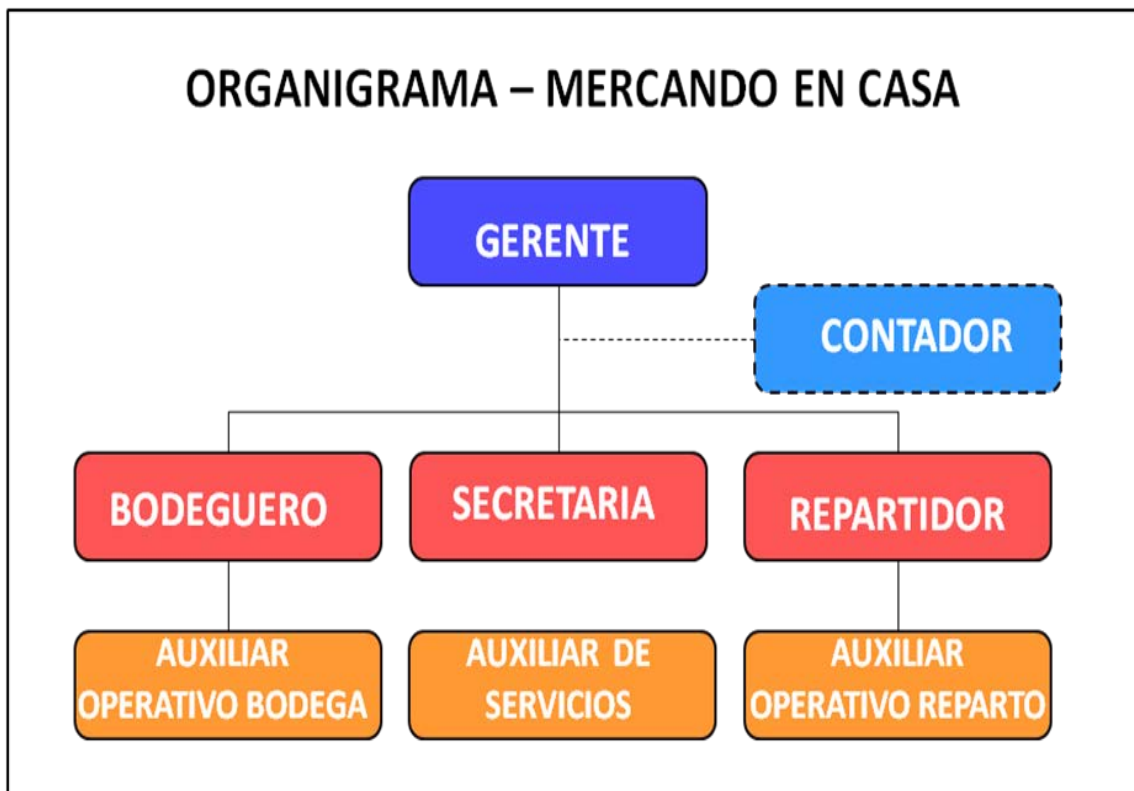 ORGANIGRAMA – MERCANDO EN CASA
GERENTE
CONTADOR
BODEGUERO
SECRETARIA
REPARTIDOR
AUXILIAR
OPERATIVO BODEGA
AUXILIAR DE
SERVICIOS
AUXILIAR
OPERATIVO REPARTO